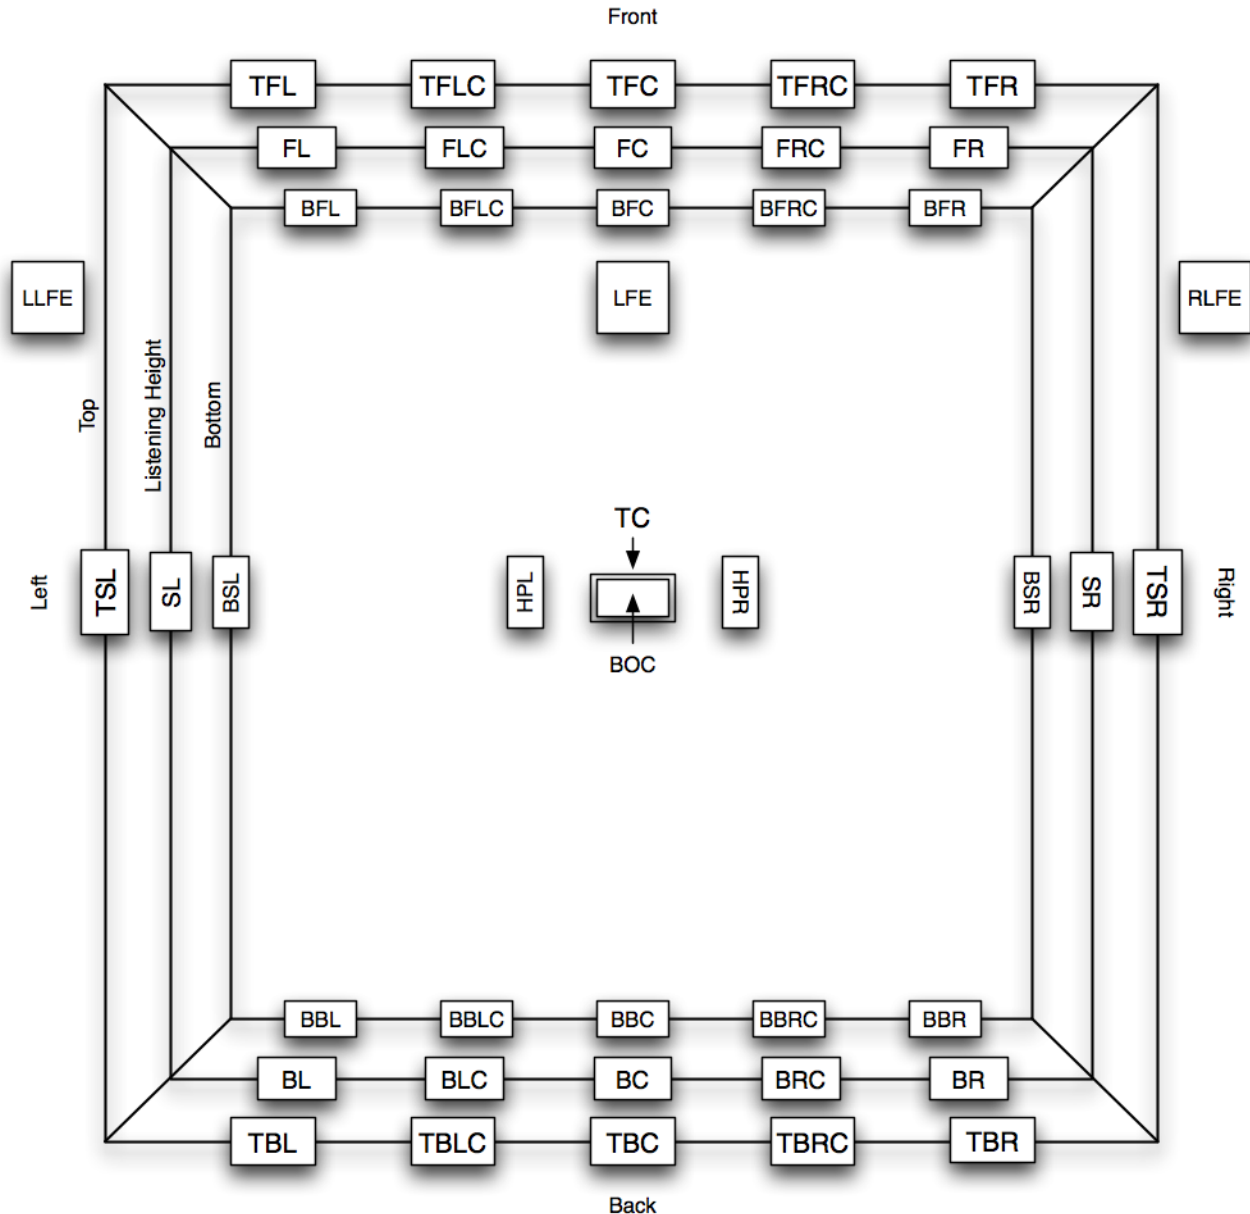 Front
TFL TFLC TFC TFRC TFR
FL FLC FC FRC FR
BFL BFLC BFC BFRC BFR
LLFE LFE RLFE
Top
Listening Height
Bottom
TC
Left TSL SL BSL HPL HPR BSR SR TSR Right
BOC
BBL BBLC BBC BBRC BBR
BL BLC BC BRC BR
TBL TBLC TBC TBRC TBR
Back